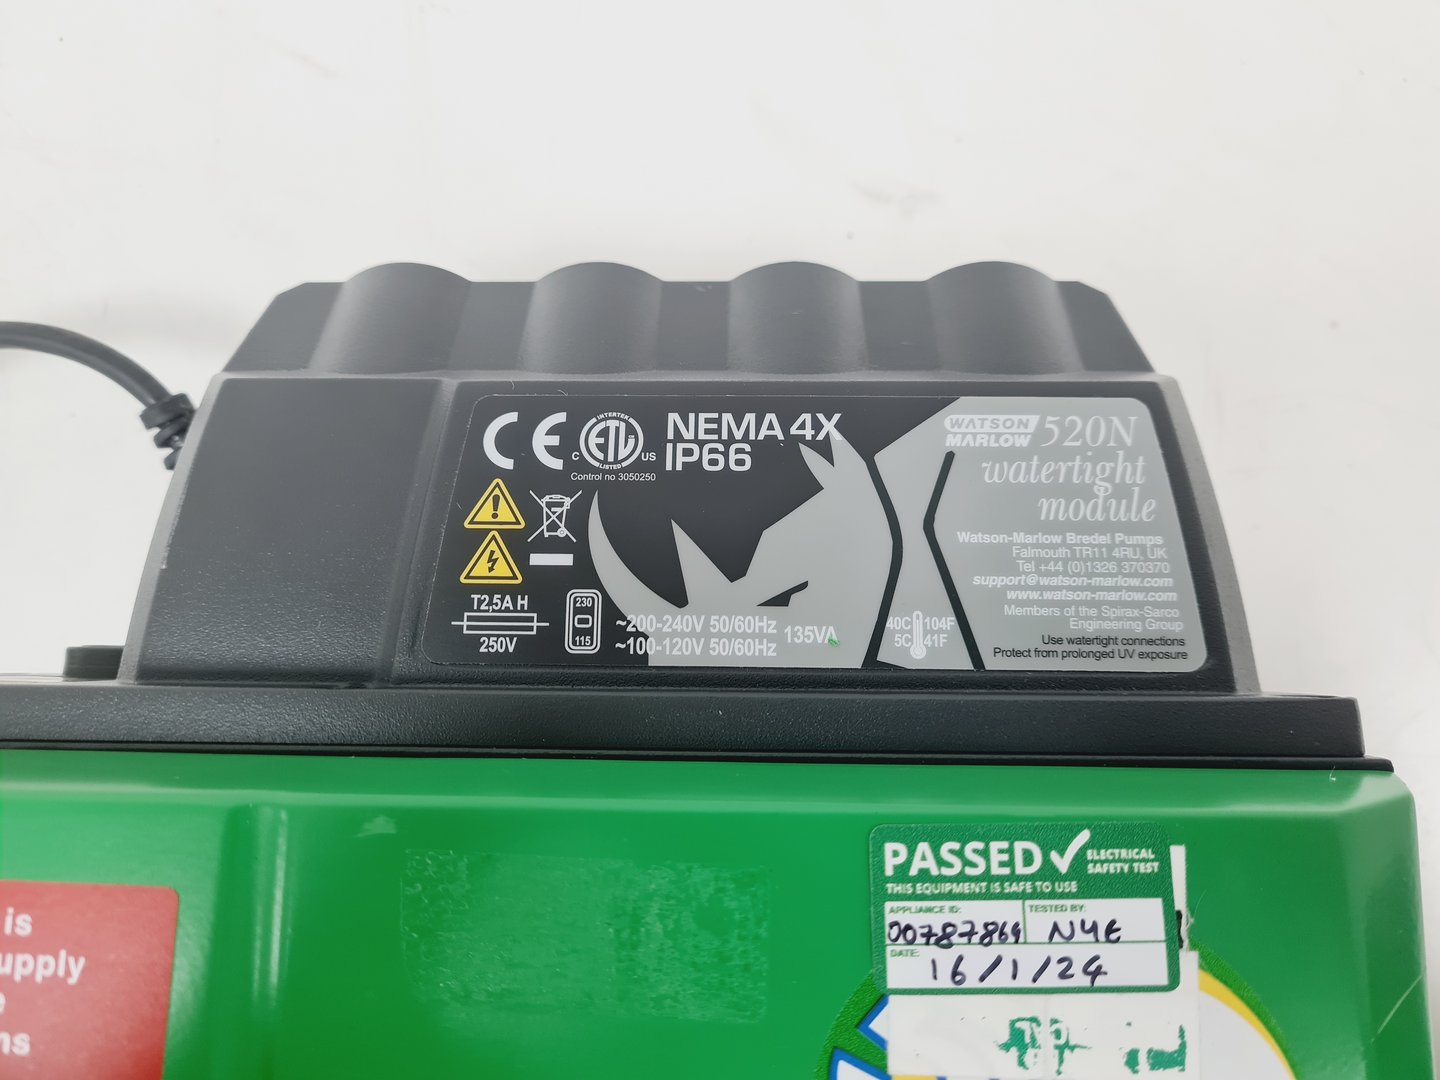 CE
INTERTEK
ETL
LISTED
C
US
Control no 3050250
NEMA 4X
IP66
WATSON
MARLOW
520N
watertight
module
Watson-Marlow Bredel Pumps
Falmouth TR11 4RU, UK
Tel +44 (0)1326 370370
support@watson-marlow.com
www.watson-marlow.com
Members of the Spirax-Sarco
Engineering Group
Use watertight connections
Protect from prolonged UV exposure
T2,5A H
250V
230
115
~200-240V 50/60Hz
~100-120V 50/60Hz
135VA
40C 104F
5C 41F
is
upply
ns
PASSED ELECTRICAL
SAFETY TEST
THIS EQUIPMENT IS SAFE TO USE
APPLIANCE ID: TESTED BY:
00787869 NYE
DATE:
16/1/24